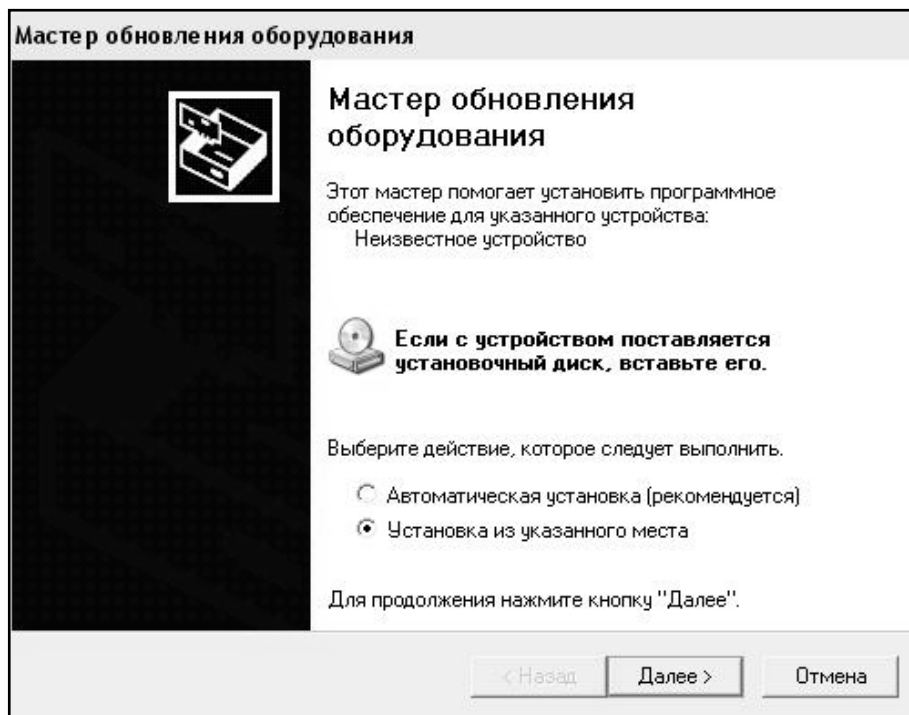 Мастер обновления оборудования
Мастер обновления
оборудования
Этот мастер помогает установить программное
обеспечение для указанного устройства:
Неизвестное устройство
Если с устройством поставляется
установочный диск, вставьте его.
Выберите действие, которое следует выполнить.
Автоматическая установка (рекомендуется)
Установка из указанного места
Для продолжения нажмите кнопку "Далее".
< Назад
Далее >
Отмена